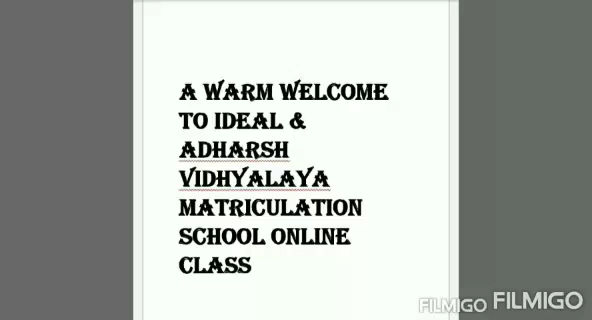 A WARM WELCOME
TO IDEAL &
ADHARSH
VIDHYALAYA
MATRICULATION
SCHOOL ONLINE
CLASS
FILMIGO FILMIGO